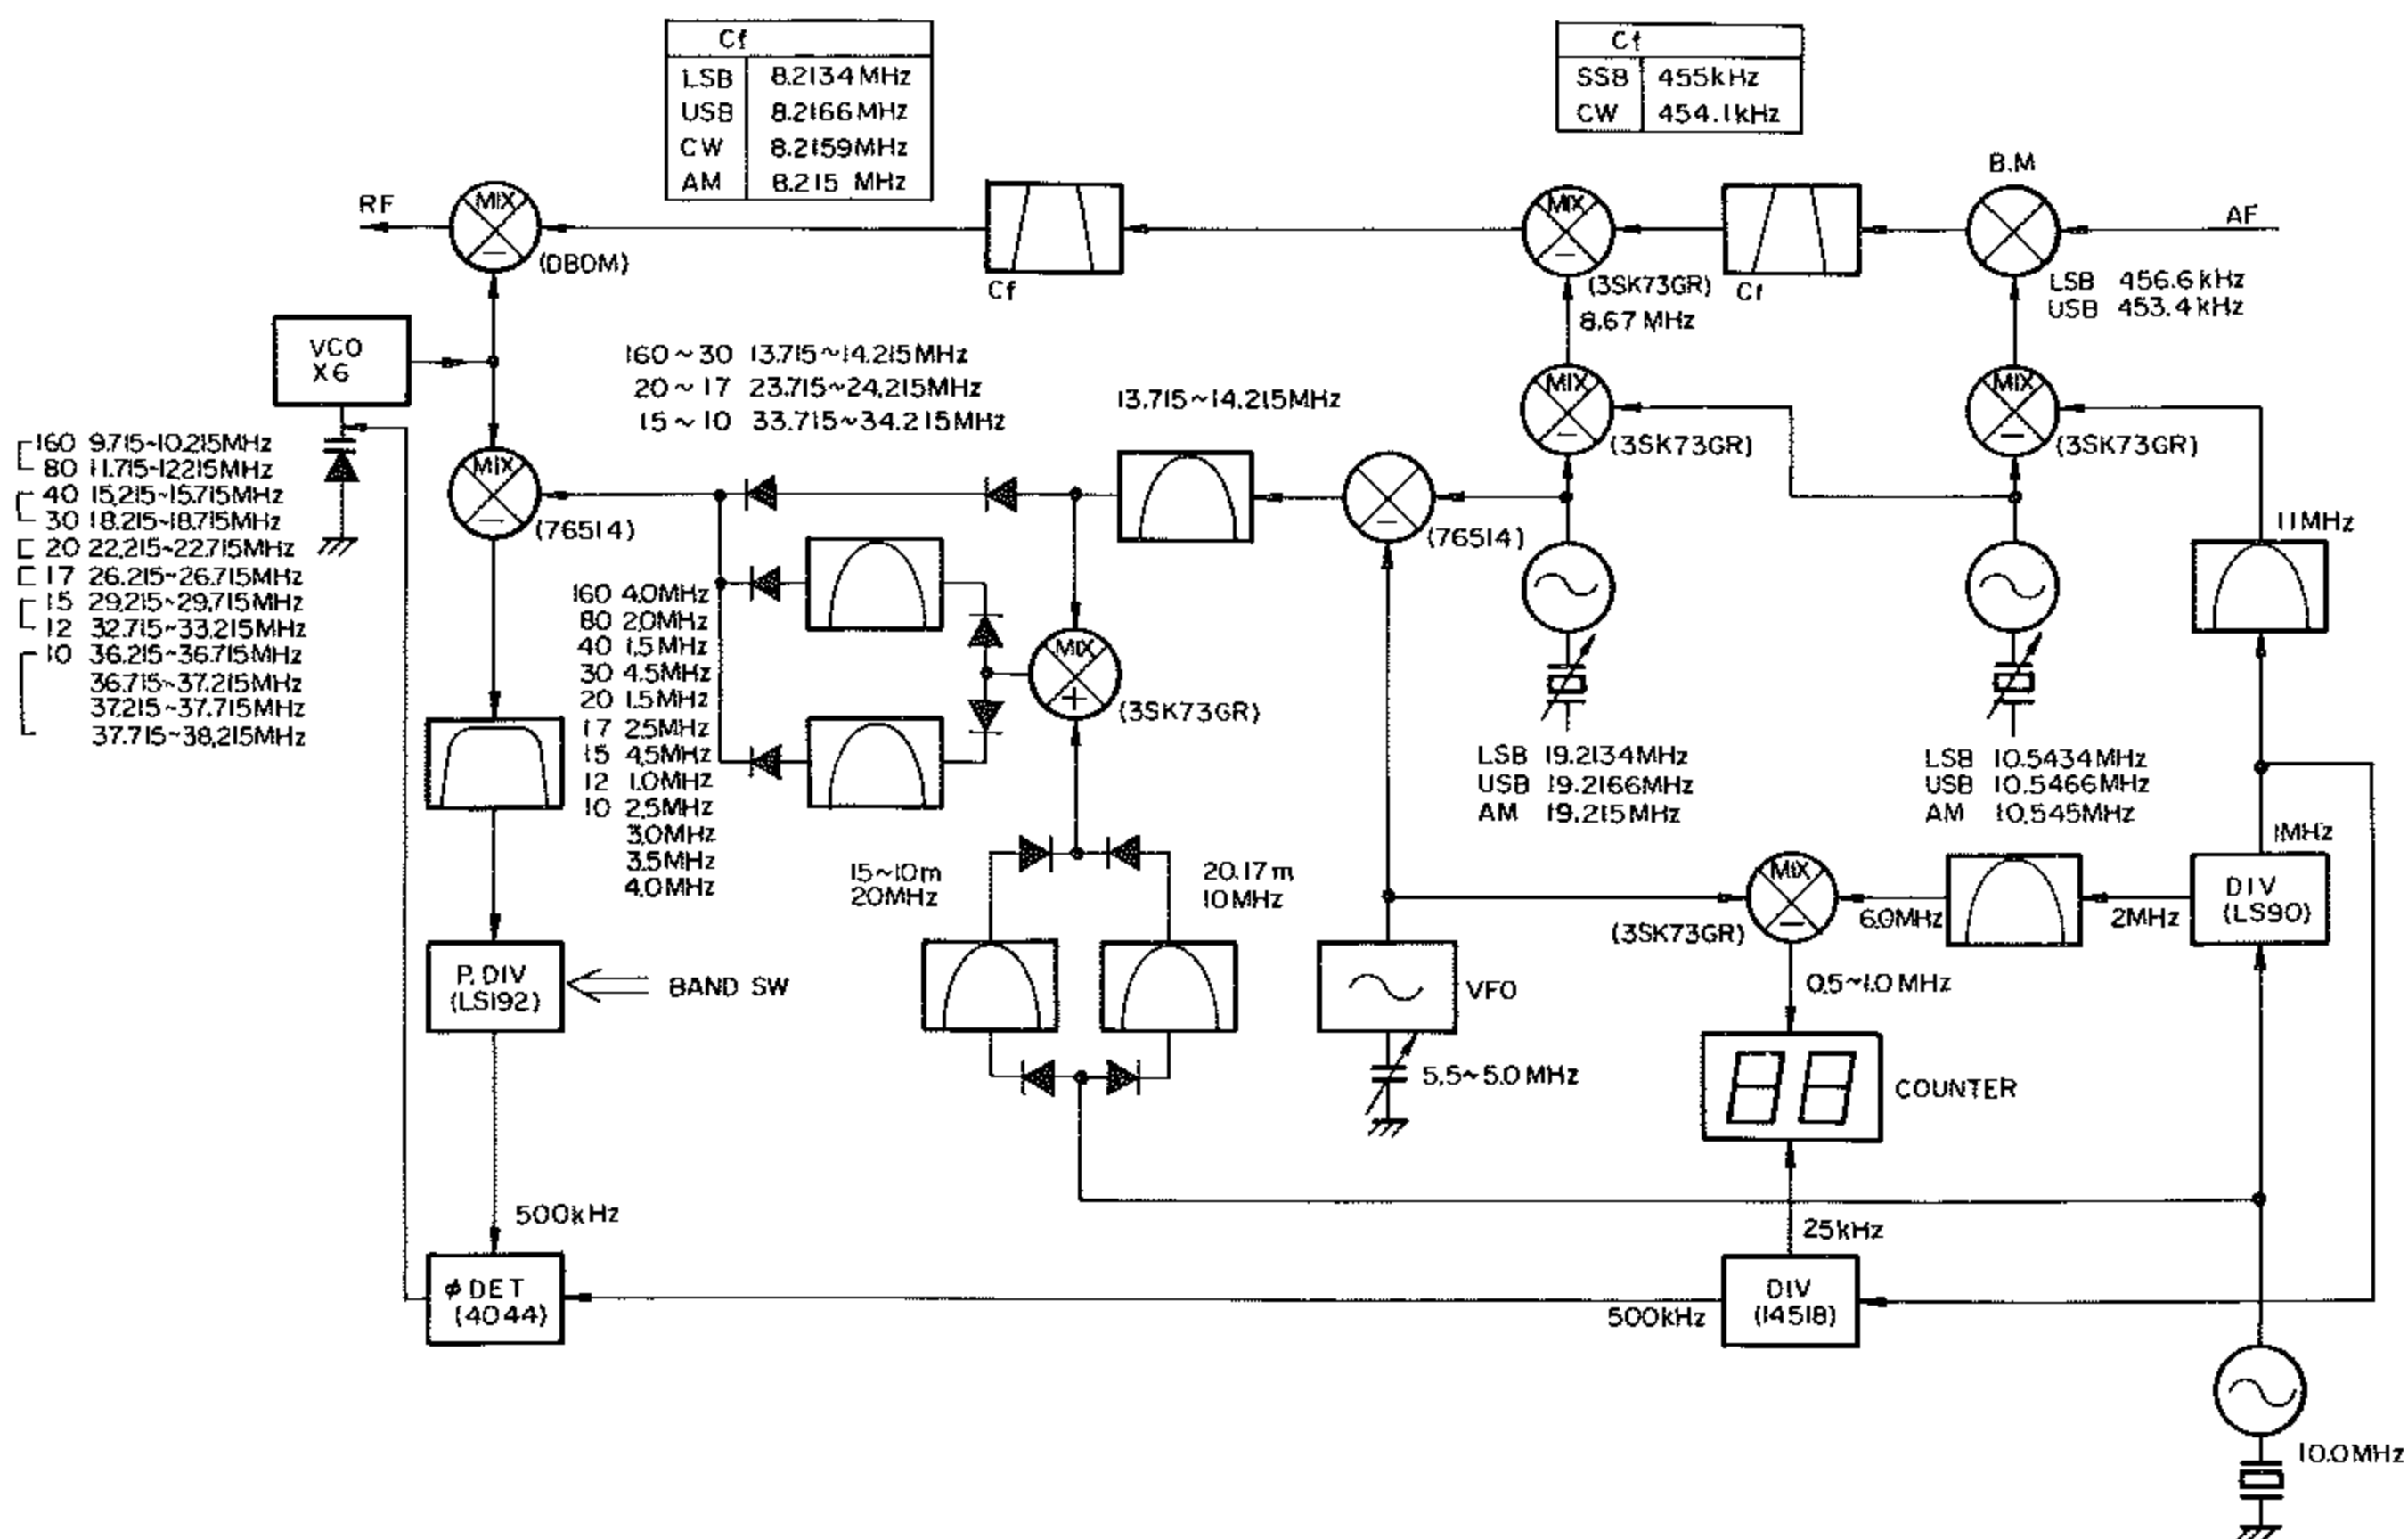 Cf
LSB 8.2134MHz
USB 8.2166MHz
CW 8.2159MHz
AM 8.215 MHz
Cf
SSB 455kHz
CW 454.1kHz
RF
MIX
−
(DBDM)
Cf
MIX
−
(3SK73GR)
8.67 MHz
Cf
B.M
AF
LSB 456.6kHz
USB 453.4kHz
VCO
X6
160~30 13.715~14.215MHz
20~17 23.715~24.215MHz
15~10 33.715~34.215MHz
13.715~14.215MHz
MIX
−
(3SK73GR)
MIX
−
(3SK73GR)
160 9.715~10.215MHz
80 11.715~12.215MHz
40 15.215~15.715MHz
30 18.215~18.715MHz
20 22.215~22.715MHz
17 26.215~26.715MHz
15 29.215~29.715MHz
12 32.715~33.215MHz
10 36.215~36.715MHz
36.715~37.215MHz
37.215~37.715MHz
37.715~38.215MHz
MIX
−
(76514)
−
(76514)
11MHz
160 4.0MHz
80 2.0MHz
40 1.5MHz
30 4.5MHz
20 1.5MHz
17 2.5MHz
15 4.5MHz
12 1.0MHz
10 2.5MHz
3.0MHz
3.5MHz
4.0MHz
MIX
+
(3SK73GR)
LSB 19.2134MHz
USB 19.2166MHz
AM 19.215MHz
LSB 10.5434MHz
USB 10.5466MHz
AM 10.545MHz
15~10m
20MHz
20.17m
10MHz
MIX
−
(3SK73GR)
6.0MHz
2MHz
1MHz
DIV
(LS90)
P. DIV
(LS192)
BAND SW
VFO
5.5~5.0MHz
0.5~1.0MHz
COUNTER
500kHz
25kHz
φ DET
(4044)
500kHz
DIV
(14518)
10.0MHz